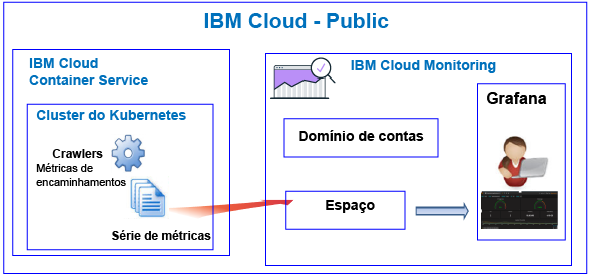 IBM Cloud - Public
IBM Cloud
Container Service
Cluster do Kubernetes
Crawlers
Métricas de
encaminhamentos
Série de métricas
IBM Cloud Monitoring
Domínio de contas
Espaço
Grafana